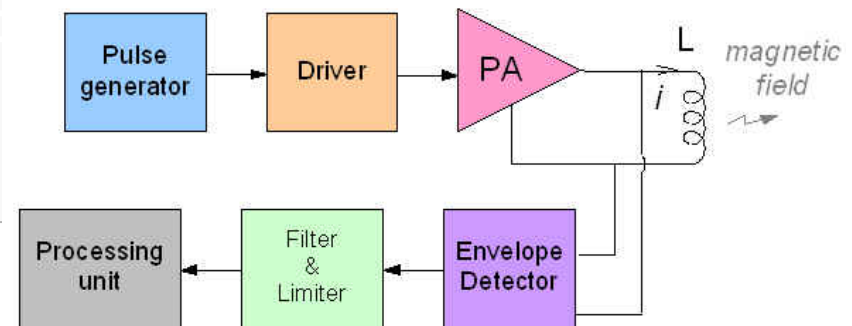 Pulse
generator
Driver
PA
L
i
magnetic
field
Processing
unit
Filter
&
Limiter
Envelope
Detector